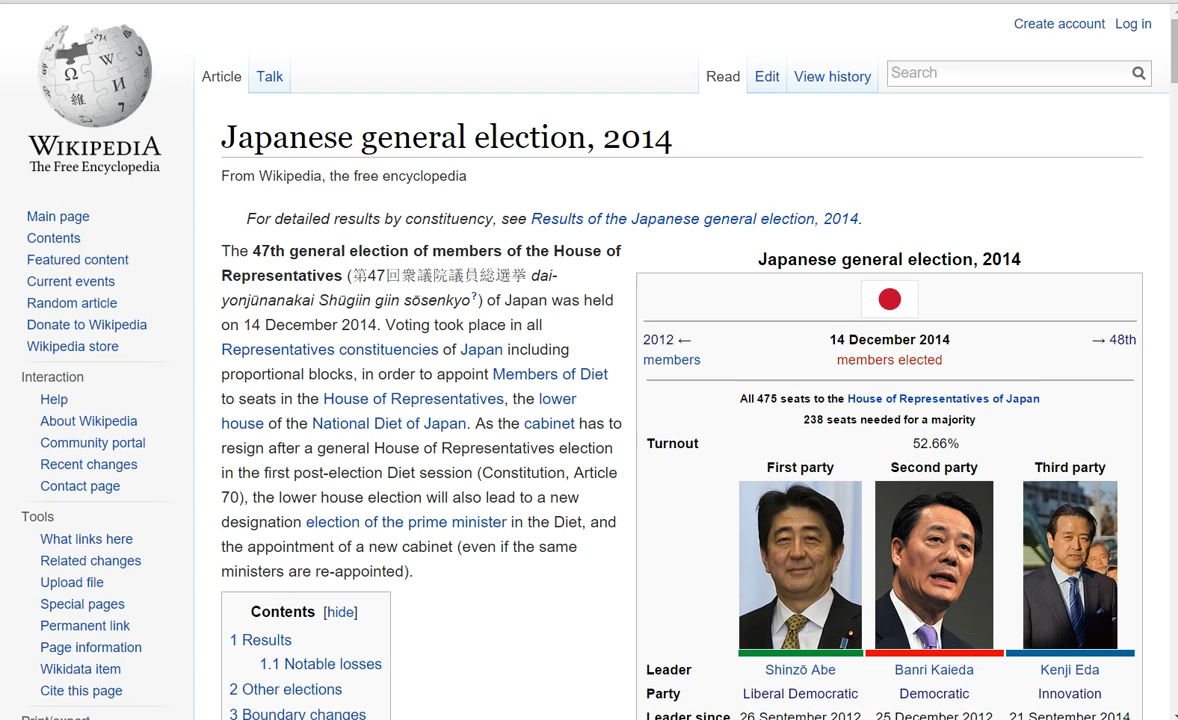 Create account Log in
Article Talk Read Edit View history Search
WIKIPEDIA
The Free Encyclopedia
Main page
Contents
Featured content
Current events
Random article
Donate to Wikipedia
Wikipedia store
Interaction
Help
About Wikipedia
Community portal
Recent changes
Contact page
Tools
What links here
Related changes
Upload file
Special pages
Permanent link
Page information
Wikidata item
Cite this page
Print/export
Japanese general election, 2014
From Wikipedia, the free encyclopedia
For detailed results by constituency, see Results of the Japanese general election, 2014.
The 47th general election of members of the House of
Representatives (第47回衆議院議員総選挙 dai-
yonjūnanakai Shūgiin giin sōsenkyo?) of Japan was held
on 14 December 2014. Voting took place in all
Representatives constituencies of Japan including
proportional blocks, in order to appoint Members of Diet
to seats in the House of Representatives, the lower
house of the National Diet of Japan. As the cabinet has to
resign after a general House of Representatives election
in the first post-election Diet session (Constitution, Article
70), the lower house election will also lead to a new
designation election of the prime minister in the Diet, and
the appointment of a new cabinet (even if the same
ministers are re-appointed).
Contents [hide]
1 Results
1.1 Notable losses
2 Other elections
3 Boundary changes
Japanese general election, 2014
2012 ← 14 December 2014 → 48th
members members elected
All 475 seats to the House of Representatives of Japan
238 seats needed for a majority
Turnout 52.66%
First party Second party Third party
Leader Shinzō Abe Banri Kaieda Kenji Eda
Party Liberal Democratic Democratic Innovation
Leader since 26 September 2012 25 December 2012 21 September 2014